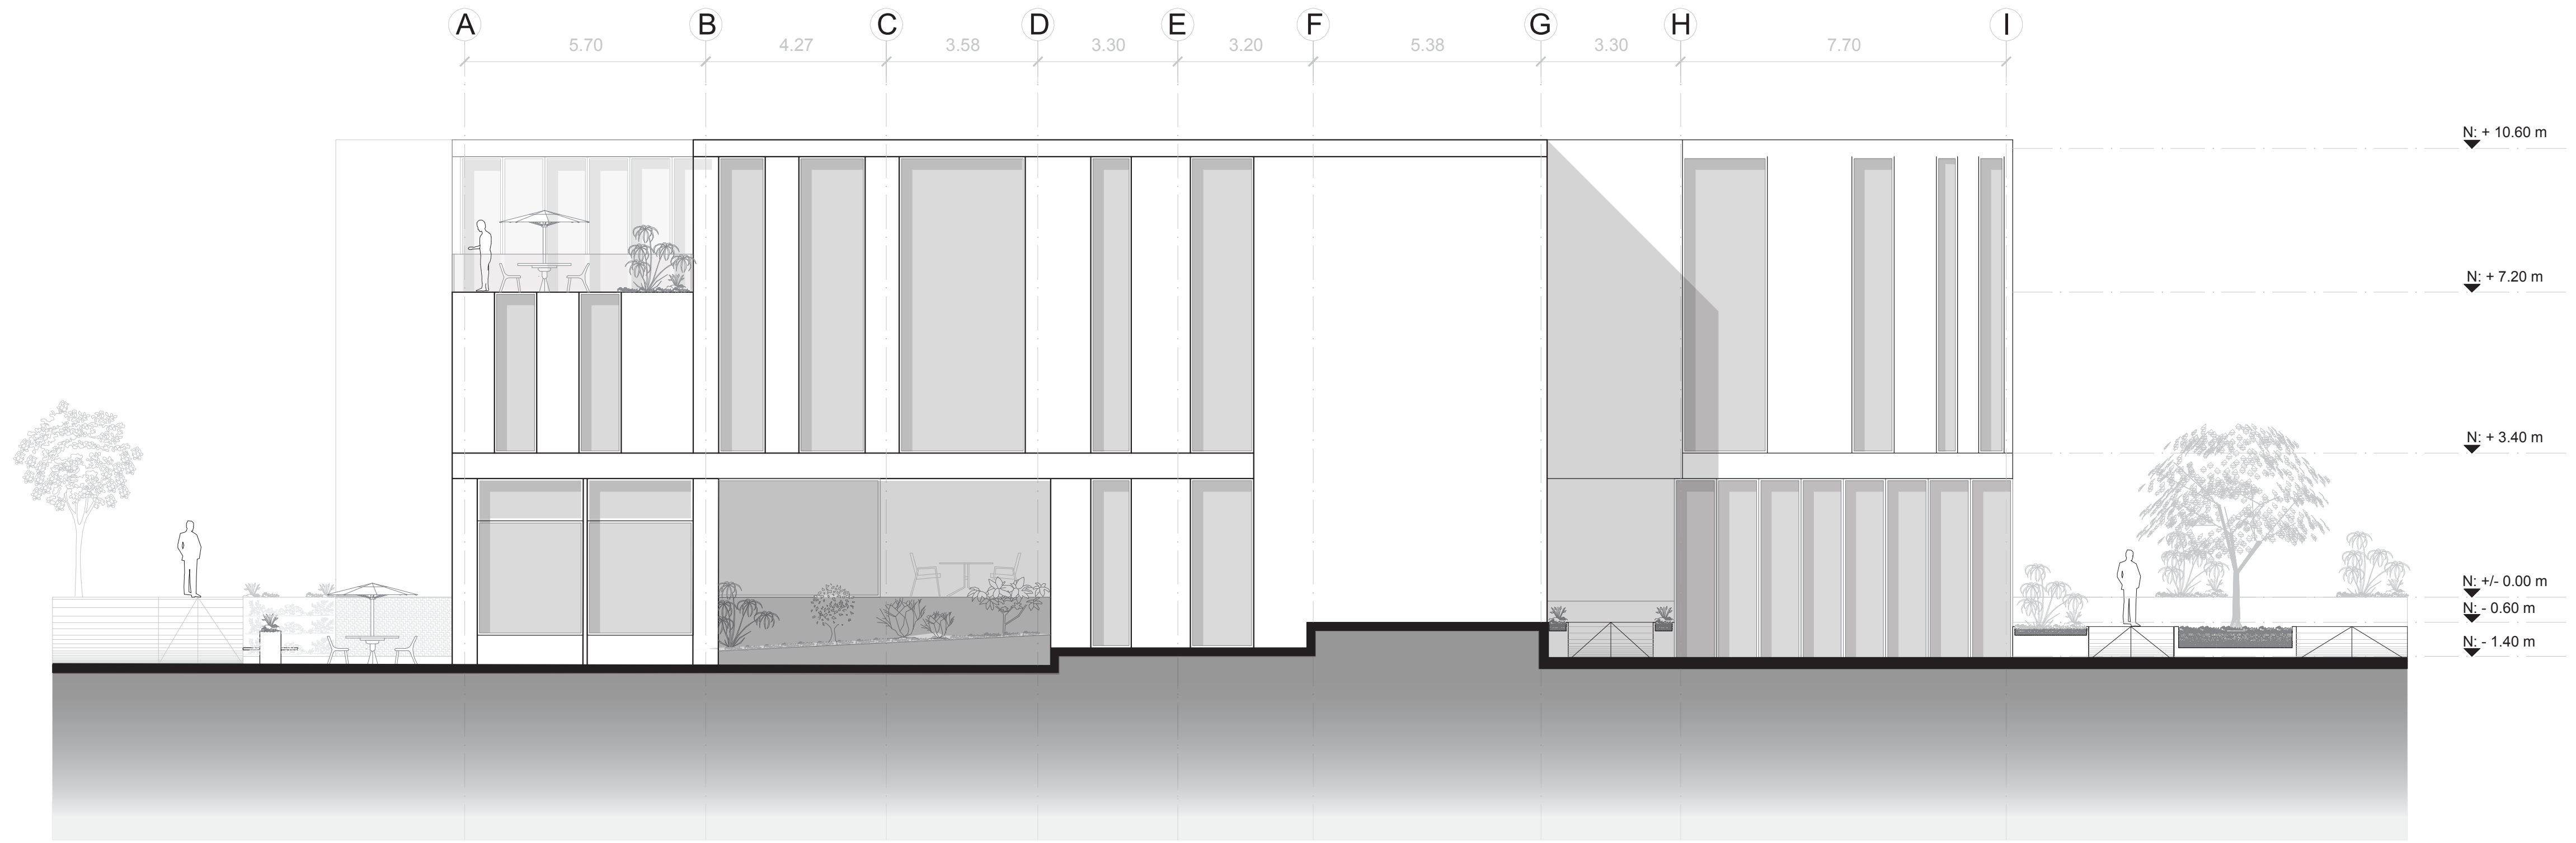 A B C D E F G H I
5.70 4.27 3.58 3.30 3.20 5.38 3.30 7.70
N: + 10.60 m
N: + 7.20 m
N: + 3.40 m
N: +/- 0.00 m
N: - 0.60 m
N: - 1.40 m